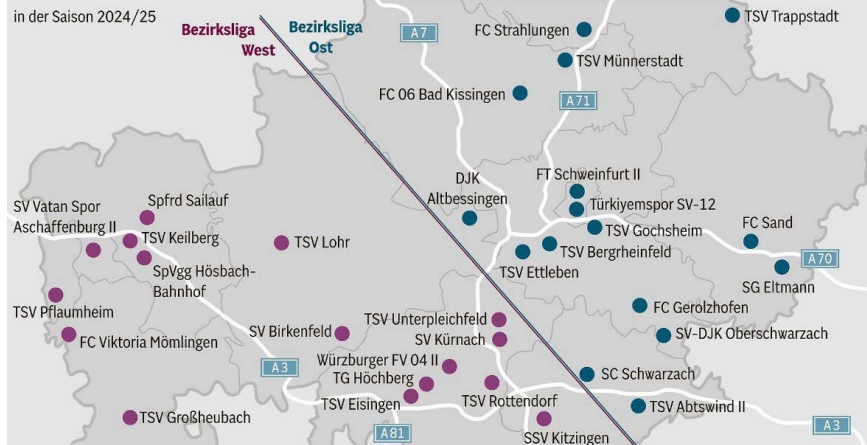 in der Saison 2024/25
Bezirksliga
West
Bezirksliga
Ost
A7
FC Strahlungen
TSV Trappstadt
TSV Münnerstadt
FC 06 Bad Kissingen
A71
DJK
Altbessingen
FT Schweinfurt II
Türkiyemspor SV-12
TSV Gochsheim
FC Sand
TSV Bergrheinfeld
TSV Ettleben
A70
SG Eltmann
SV Vatan Spor
Aschaffenburg II
Spfrd Sailauf
TSV Keilberg
SpVgg Hösbach-
Bahnhof
TSV Lohr
TSV Pflaumheim
FC Viktoria Mömlingen
SV Birkenfeld
TSV Unterpleichfeld
SV Kürnach
FC Gerolzhofen
SV-DJK Oberschwarzach
A3
Würzburger FV 04 II
TG Höchberg
TSV Eisingen
TSV Rottendorf
SC Schwarzach
TSV Abtswind II
TSV Großheubach
A81
SSV Kitzingen
A3